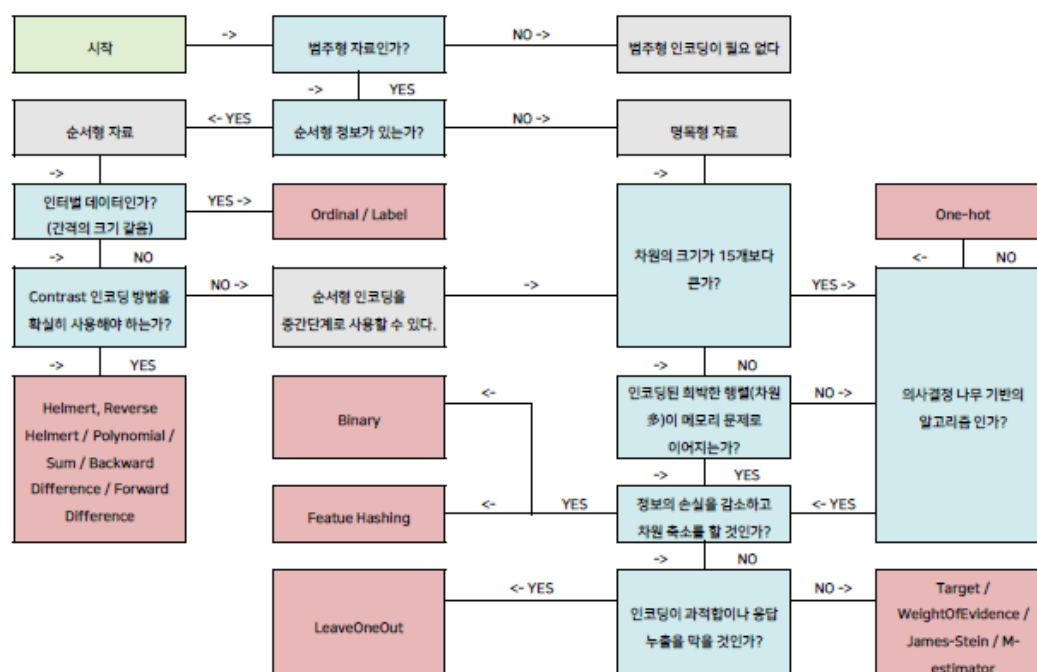 시작
->
범주형 자료인가?
NO ->
범주형 인코딩이 필요 없다
->
YES
순서형 자료
<- YES
순서형 정보가 있는가?
NO ->
명목형 자료
->
->
인터벌 데이터인가?
(간격의 크기 같음)
YES ->
Ordinal / Label
차원의 크기가 15개보다
큰가?
One-hot
->
NO
<-
NO
Contrast 인코딩 방법을
확실히 사용해야 하는가?
NO ->
순서형 인코딩을
중간단계로 사용할 수 있다.
->
YES ->
의사결정 나무 기반의
알고리즘 인가?
->
YES
->
NO
Helmert, Reverse
Helmert / Polynomial /
Sum / Backward
Difference / Forward
Difference
Binary
<-
인코딩된 희박한 행렬(차원
多)이 메모리 문제로
이어지는가?
NO ->
->
YES
Featue Hashing
<-
YES
정보의 손실을 감소하고
차원 축소를 할 것인가?
<- YES
->
NO
LeaveOneOut
<- YES
인코딩이 과적합이나 응답
누출을 막을 것인가?
NO ->
Target /
WeightOfEvidence /
James-Stein / M-
estimator